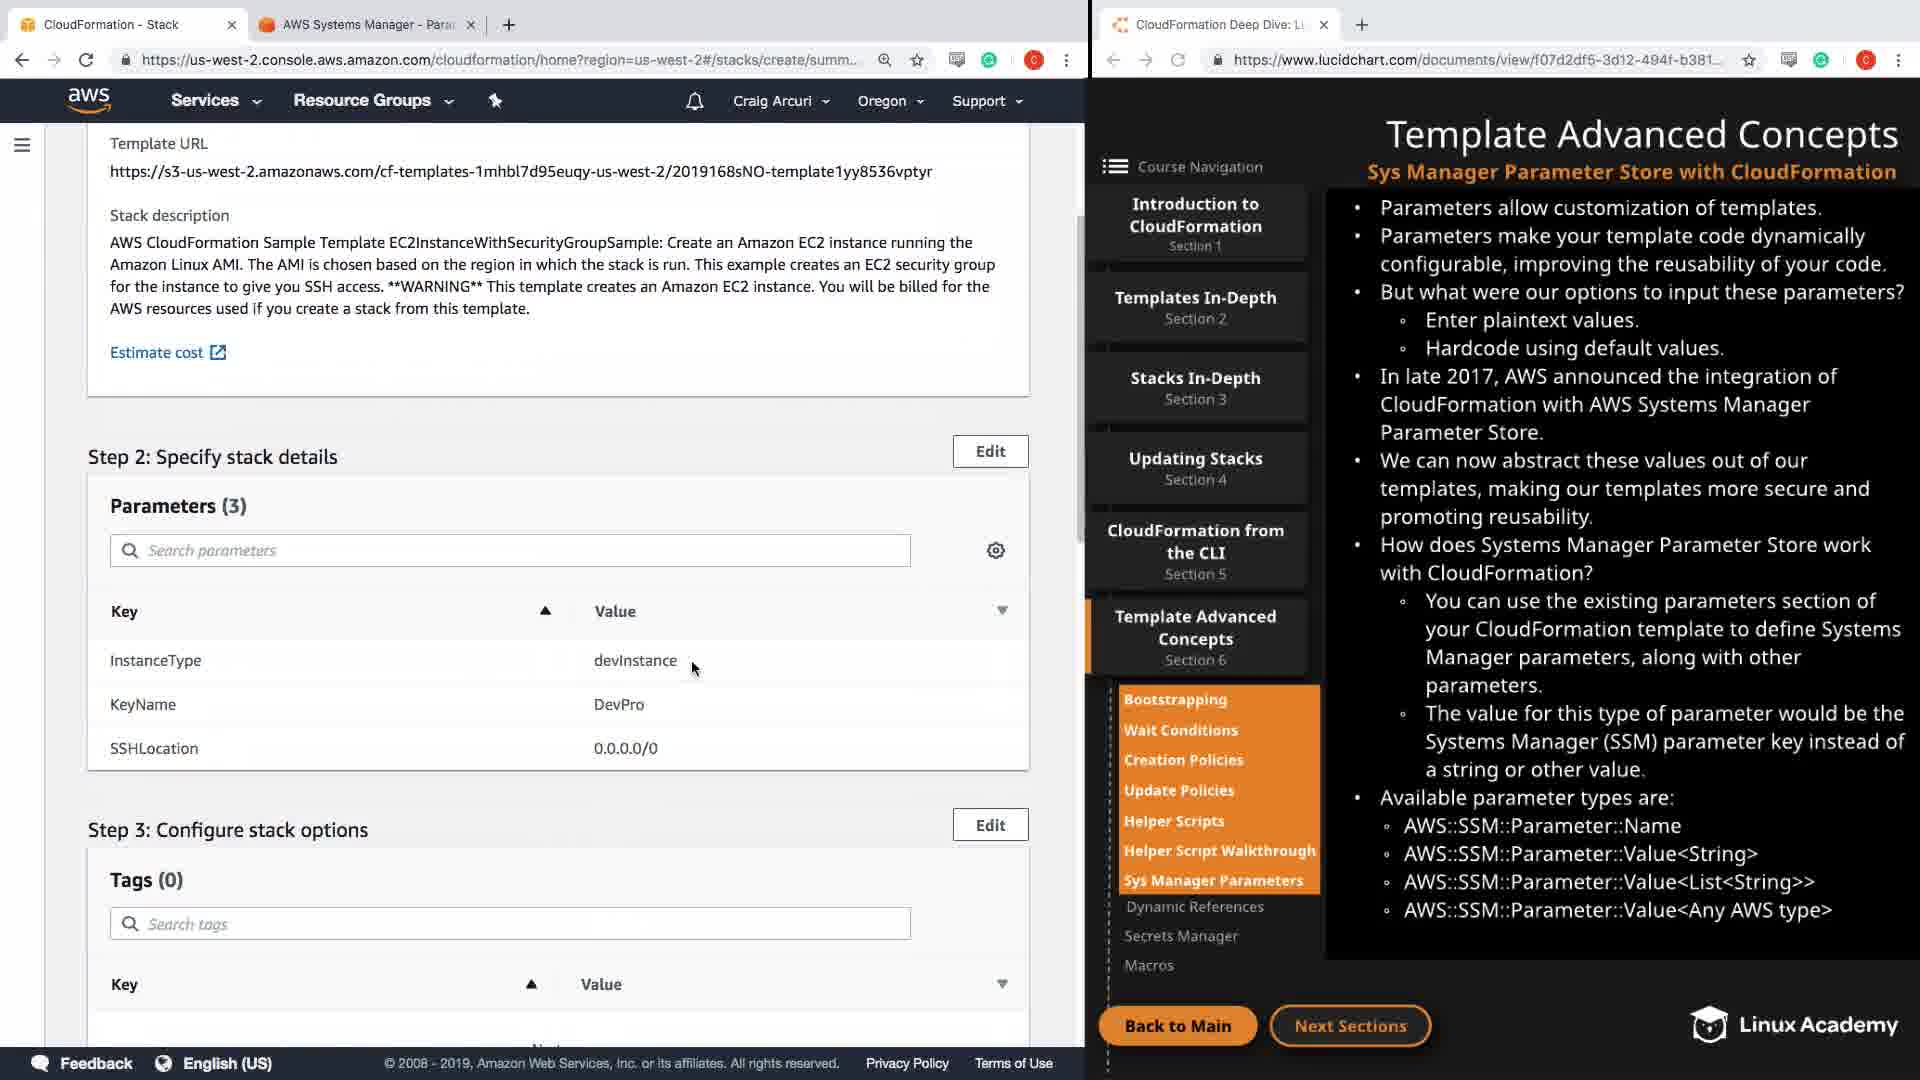 CloudFormation - Stack
AWS Systems Manager - Para
https://us-west-2.console.aws.amazon.com/cloudformation/home?region=us-west-2#/stacks/create/summ...
C
aws
Services
Resource Groups
Craig Arcuri
Oregon
Support
Template URL
https://s3-us-west-2.amazonaws.com/cf-templates-1mhbl7d95euqy-us-west-2/2019168sNO-template1yy8536vptyr
Stack description
AWS CloudFormation Sample Template EC2InstanceWithSecurityGroupSample: Create an Amazon EC2 instance running the
Amazon Linux AMI. The AMI is chosen based on the region in which the stack is run. This example creates an EC2 security group
for the instance to give you SSH access. **WARNING** This template creates an Amazon EC2 instance. You will be billed for the
AWS resources used if you create a stack from this template.
Estimate cost
Step 2: Specify stack details
Edit
Parameters (3)
Search parameters
Key
Value
InstanceType
devInstance
KeyName
DevPro
SSHLocation
0.0.0.0/0
Step 3: Configure stack options
Edit
Tags (0)
Search tags
Key
Value
Feedback
English (US)
© 2008 - 2019, Amazon Web Services, Inc. or its affiliates. All rights reserved.
Privacy Policy
Terms of Use
CloudFormation Deep Dive: Li
https://www.lucidchart.com/documents/view/f07d2df5-3d12-494f-b381...
C
Template Advanced Concepts
Sys Manager Parameter Store with CloudFormation
Course Navigation
Introduction to
CloudFormation
Section 1
Templates In-Depth
Section 2
Stacks In-Depth
Section 3
Updating Stacks
Section 4
CloudFormation from
the CLI
Section 5
Template Advanced
Concepts
Section 6
Bootstrapping
Wait Conditions
Creation Policies
Update Policies
Helper Scripts
Helper Script Walkthrough
Sys Manager Parameters
Dynamic References
Secrets Manager
Macros
• Parameters allow customization of templates.
• Parameters make your template code dynamically
configurable, improving the reusability of your code.
• But what were our options to input these parameters?
◦ Enter plaintext values.
◦ Hardcode using default values.
• In late 2017, AWS announced the integration of
CloudFormation with AWS Systems Manager
Parameter Store.
• We can now abstract these values out of our
templates, making our templates more secure and
promoting reusability.
• How does Systems Manager Parameter Store work
with CloudFormation?
◦ You can use the existing parameters section of
your CloudFormation template to define Systems
Manager parameters, along with other
parameters.
◦ The value for this type of parameter would be the
Systems Manager (SSM) parameter key instead of
a string or other value.
• Available parameter types are:
◦ AWS::SSM::Parameter::Name
◦ AWS::SSM::Parameter::Value<String>
◦ AWS::SSM::Parameter::Value<List<String>>
◦ AWS::SSM::Parameter::Value<Any AWS type>
Back to Main
Next Sections
Linux Academy